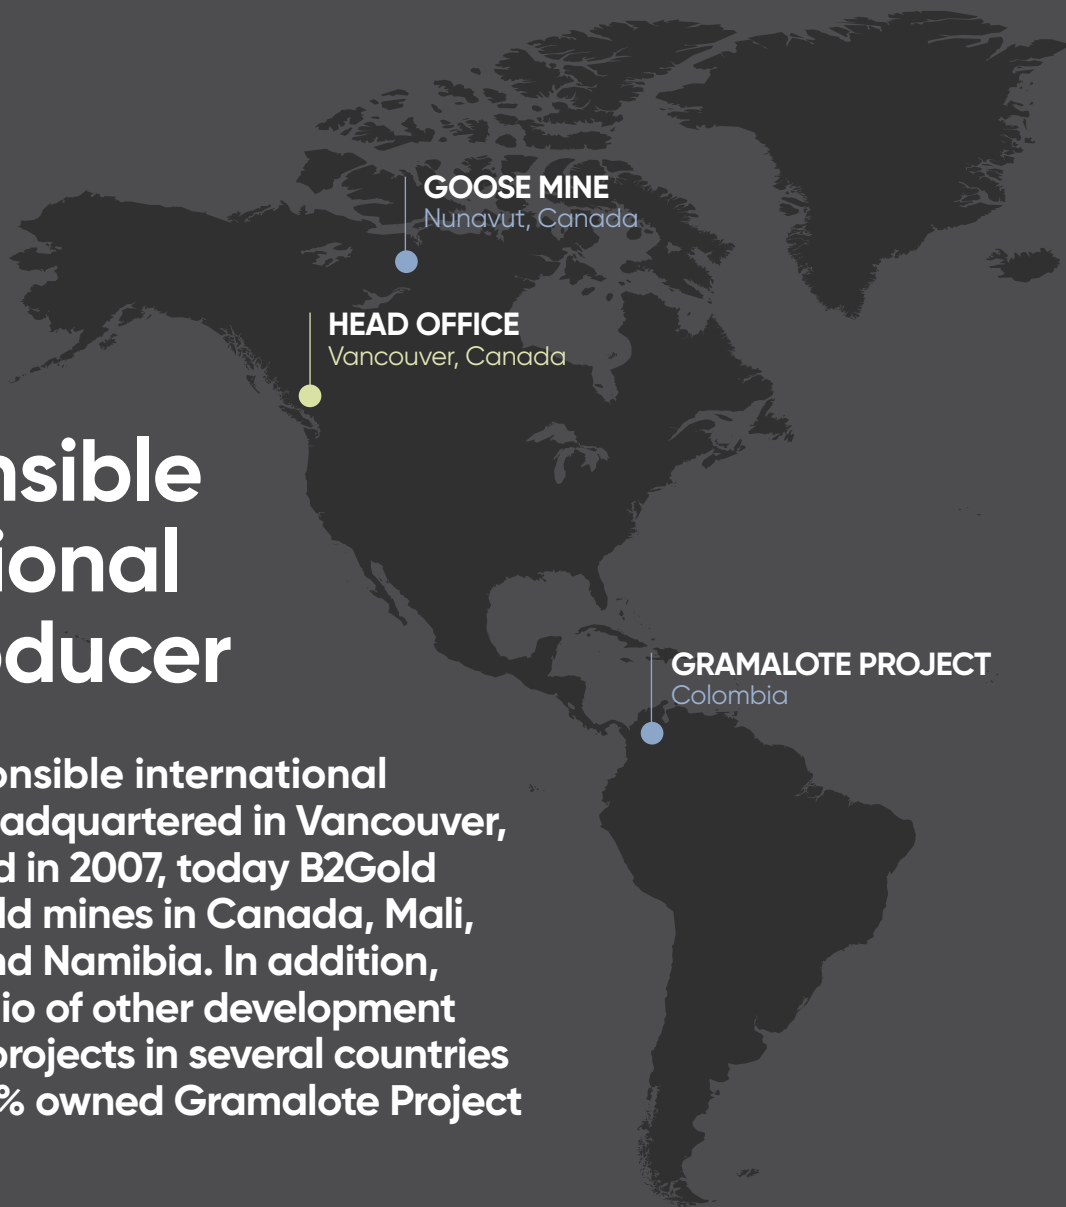 GOOSE MINE
Nunavut, Canada
HEAD OFFICE
Vancouver, Canada
nsible
ional
oducer
GRAMALOTE PROJECT
Colombia
onsible international
eadquartered in Vancouver,
d in 2007, today B2Gold
ld mines in Canada, Mali,
nd Namibia. In addition,
lio of other development
projects in several countries
% owned Gramalote Project